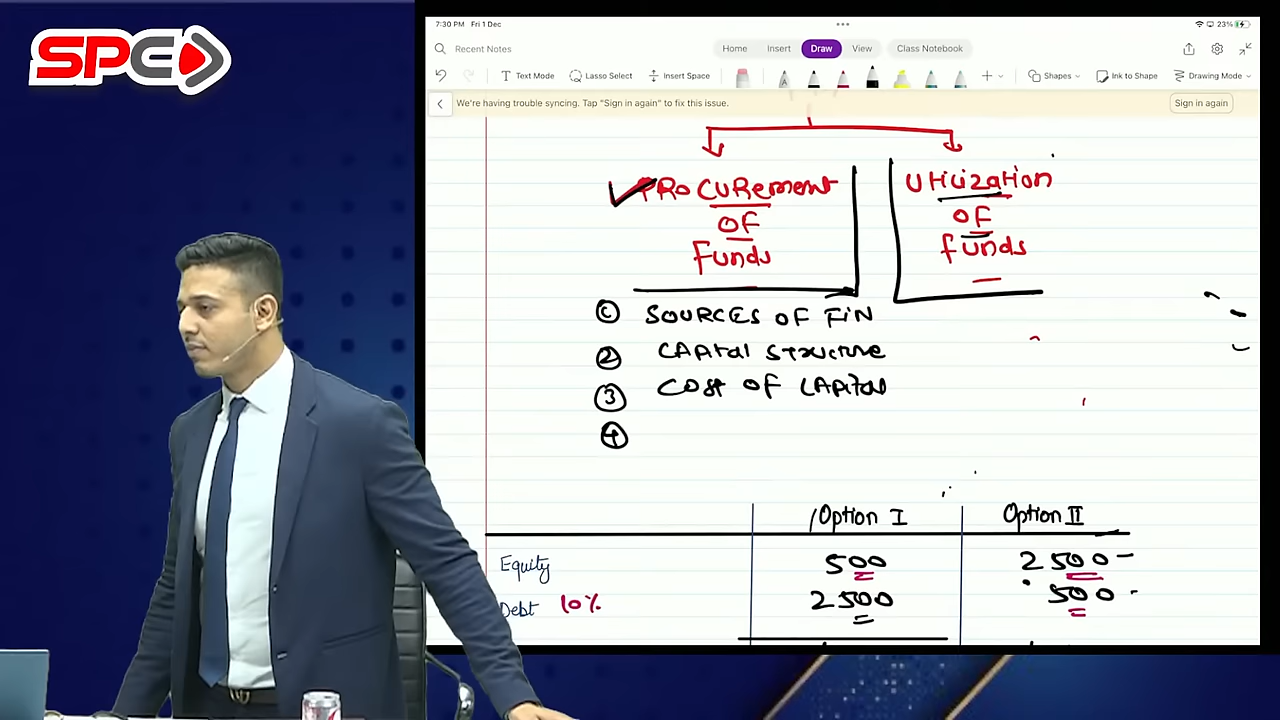 SPC
7:30 PM Fri 1 Dec
23%
Recent Notes
Home Insert Draw View Class Notebook
Text Mode Lasso Select Insert Space Shapes Ink to Shape Drawing Mode
We're having trouble syncing. Tap "Sign in again" to fix this issue. Sign in again
PROCUREment
OF
Funds
UTILIZATION
OF
funds
SOURCES OF FIN
2 CAPItal Structure
3 COST OF CAPITAL
4
Option I Option II
Equity 500 2500
Debt 10% 2500 500